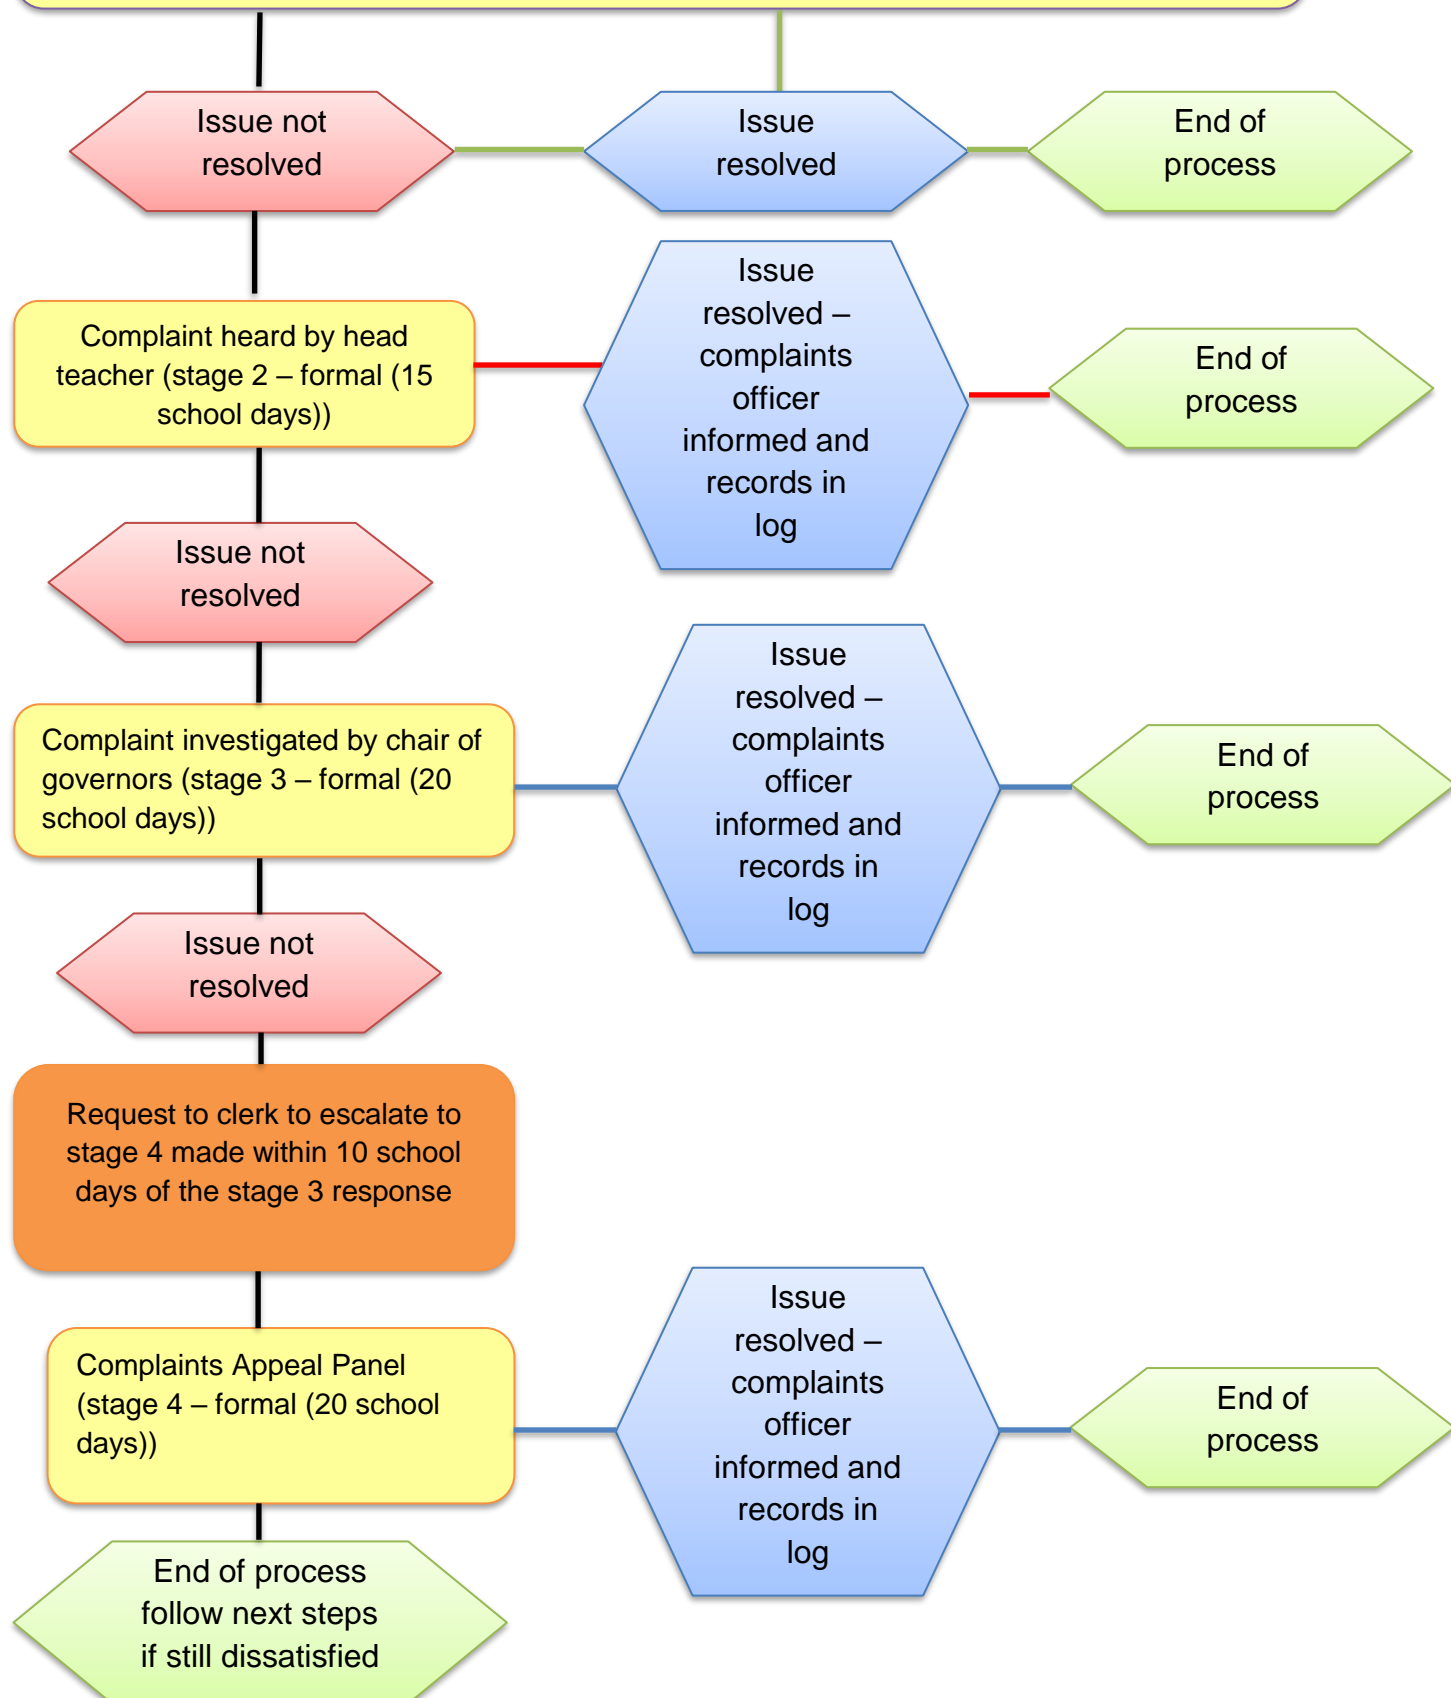 Issue not
resolved
Issue
resolved
End of
process
Complaint heard by head
teacher (stage 2 – formal (15
school days))
Issue
resolved –
complaints
officer
informed and
records in
log
End of
process
Issue not
resolved
Complaint investigated by chair of
governors (stage 3 – formal (20
school days))
Issue
resolved –
complaints
officer
informed and
records in
log
End of
process
Issue not
resolved
Request to clerk to escalate to
stage 4 made within 10 school
days of the stage 3 response
Complaints Appeal Panel
(stage 4 – formal (20 school
days))
Issue
resolved –
complaints
officer
informed and
records in
log
End of
process
End of process
follow next steps
if still dissatisfied